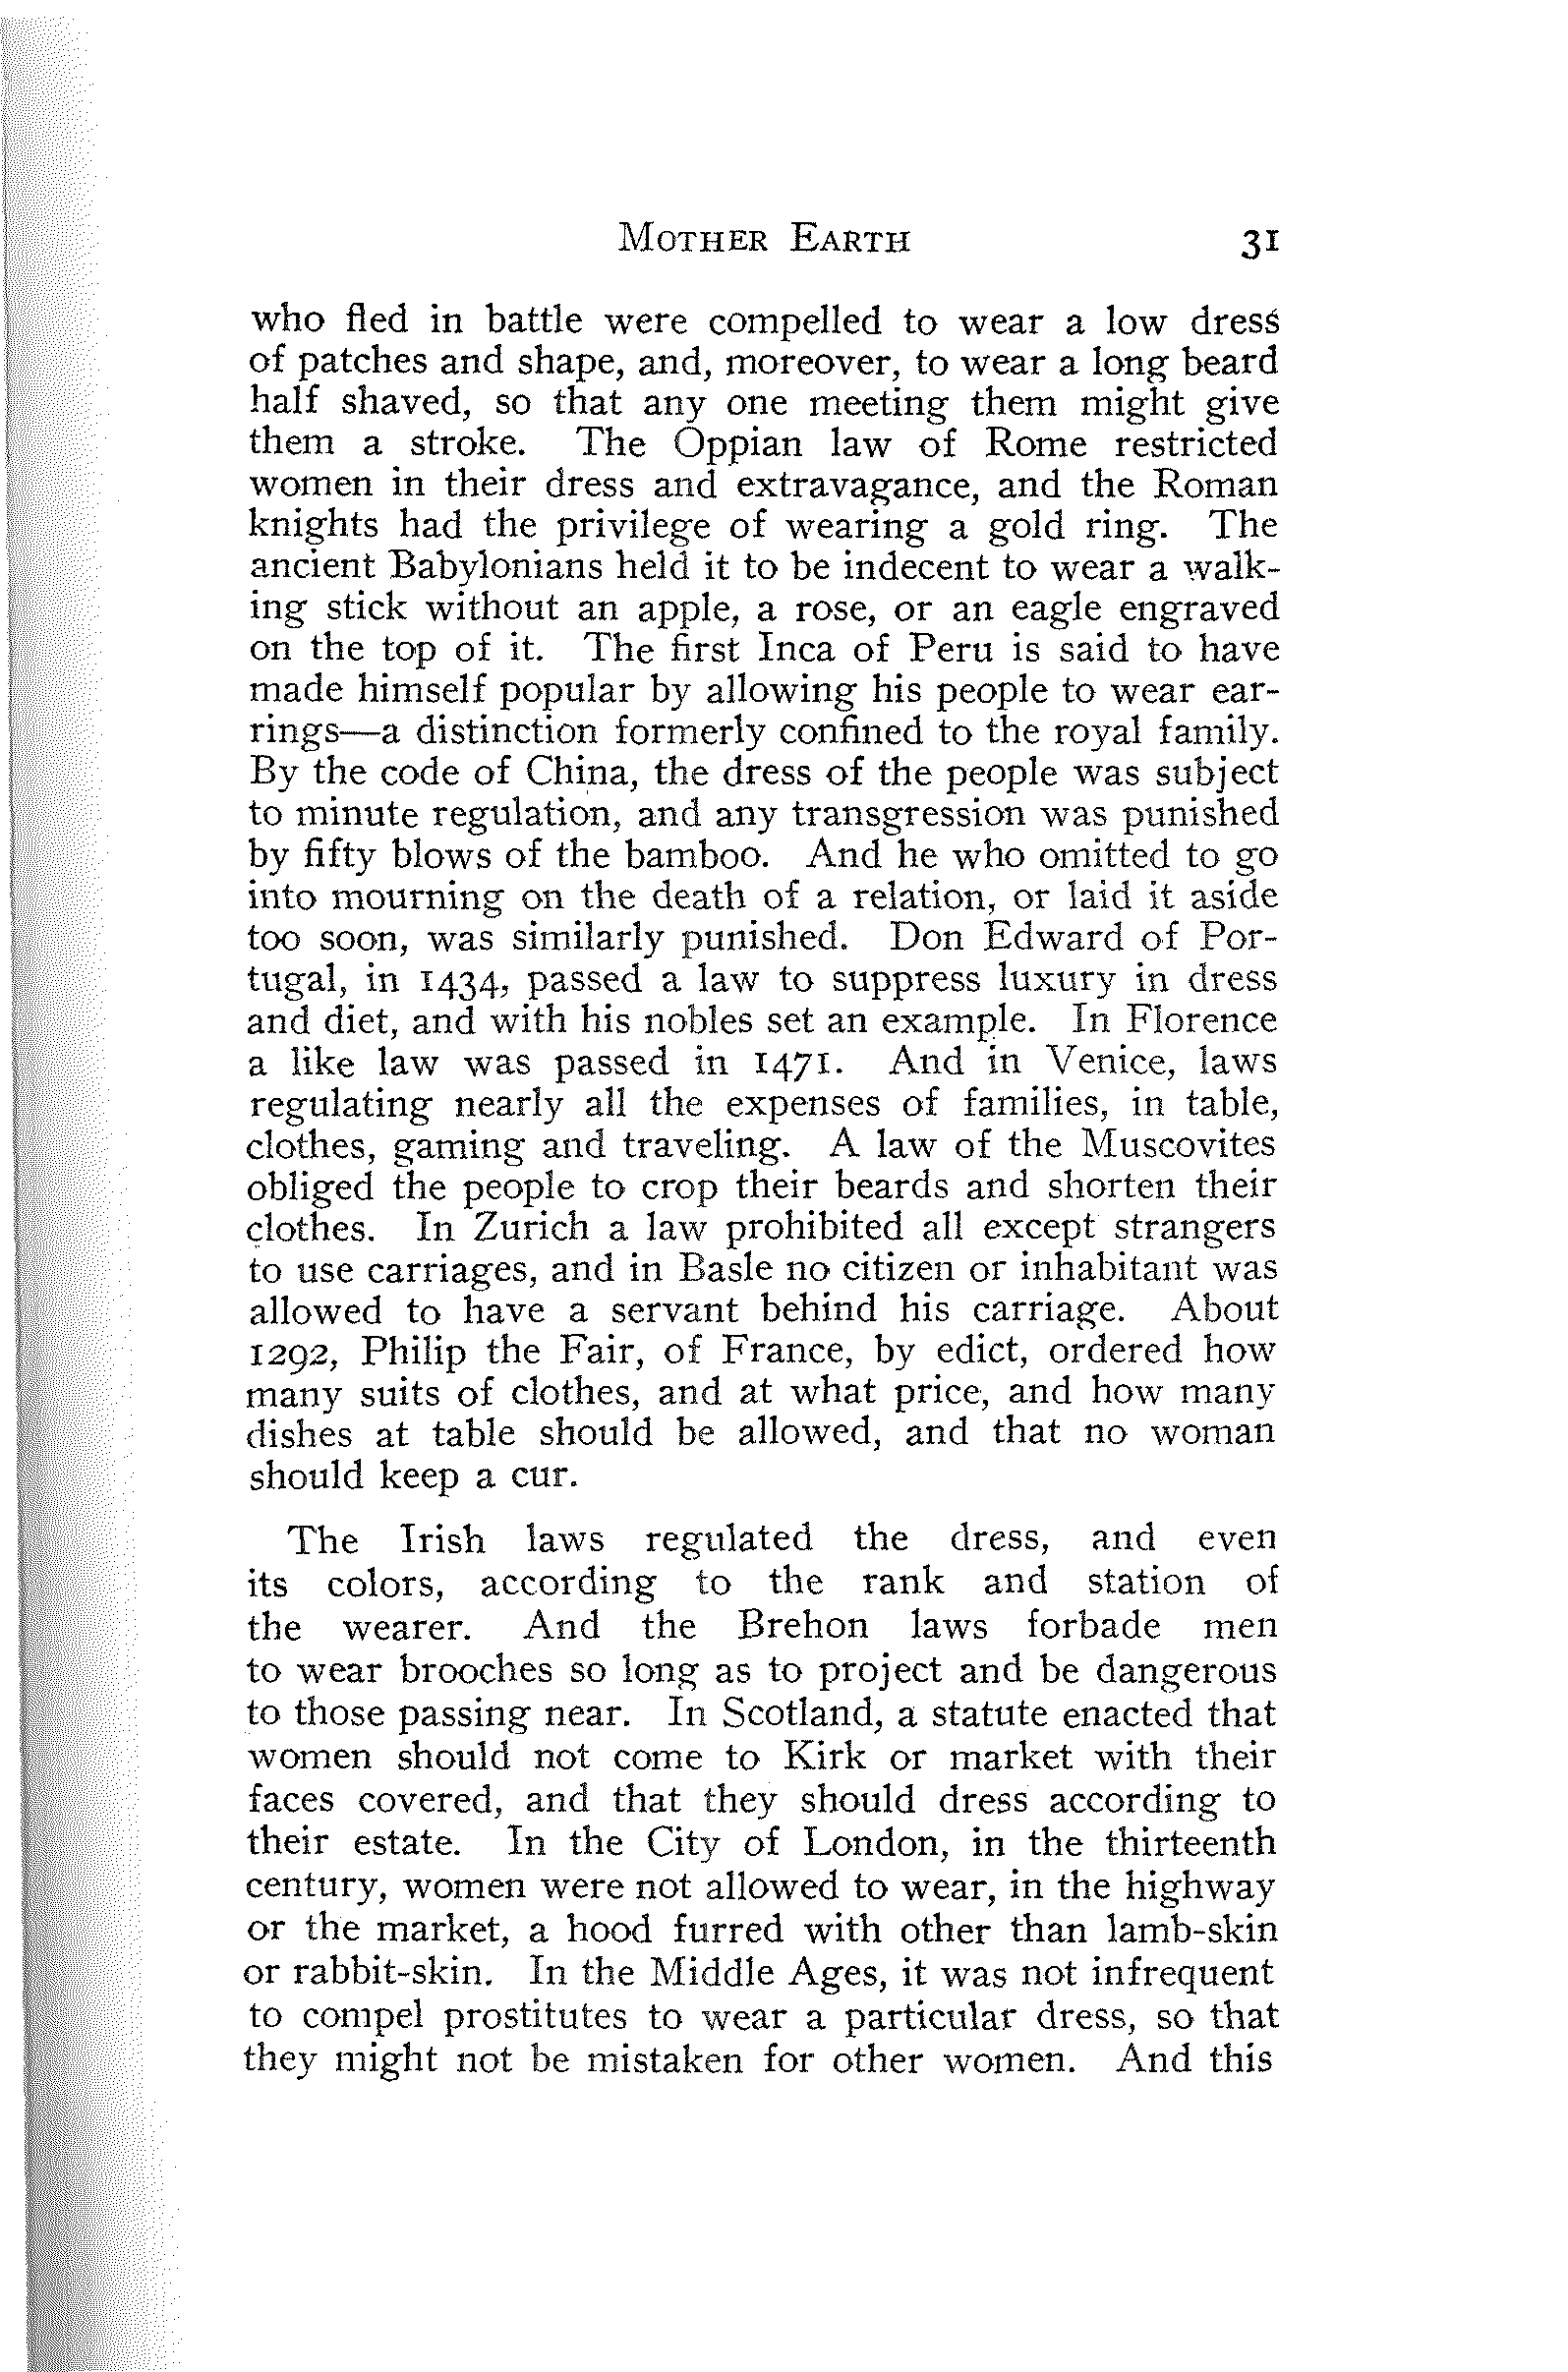 MOTHER EARTH 31
who fled in battle were compelled to wear a low dress
of patches and shape, and, moreover, to wear a long beard
half shaved, so that any one meeting them might give
them a stroke. The Oppian law of Rome restricted
women in their dress and extravagance, and the Roman
knights had the privilege of wearing a gold ring. The
ancient Babylonians held it to be indecent to wear a walk-
ing stick without an apple, a rose, or an eagle engraved
on the top of it. The first Inca of Peru is said to have
made himself popular by allowing his people to wear ear-
rings—a distinction formerly confined to the royal family.
By the code of China, the dress of the people was subject
to minute regulation, and any transgression was punished
by fifty blows of the bamboo. And he who omitted to go
into mourning on the death of a relation, or laid it aside
too soon, was similarly punished. Don Edward of Por-
tugal, in 1434, passed a law to suppress luxury in dress
and diet, and with his nobles set an example. In Florence
a like law was passed in 1471. And in Venice, laws
regulating nearly all the expenses of families, in table,
clothes, gaming and traveling. A law of the Muscovites
obliged the people to crop their beards and shorten their
clothes. In Zurich a law prohibited all except strangers
to use carriages, and in Basle no citizen or inhabitant was
allowed to have a servant behind his carriage. About
1292, Philip the Fair, of France, by edict, ordered how
many suits of clothes, and at what price, and how many
dishes at table should be allowed, and that no woman
should keep a cur.
The Irish laws regulated the dress, and even
its colors, according to the rank and station of
the wearer. And the Brehon laws forbade men
to wear brooches so long as to project and be dangerous
to those passing near. In Scotland, a statute enacted that
women should not come to Kirk or market with their
faces covered, and that they should dress according to
their estate. In the City of London, in the thirteenth
century, women were not allowed to wear, in the highway
or the market, a hood furred with other than lamb-skin
or rabbit-skin. In the Middle Ages, it was not infrequent
to compel prostitutes to wear a particular dress, so that
they might not be mistaken for other women. And this